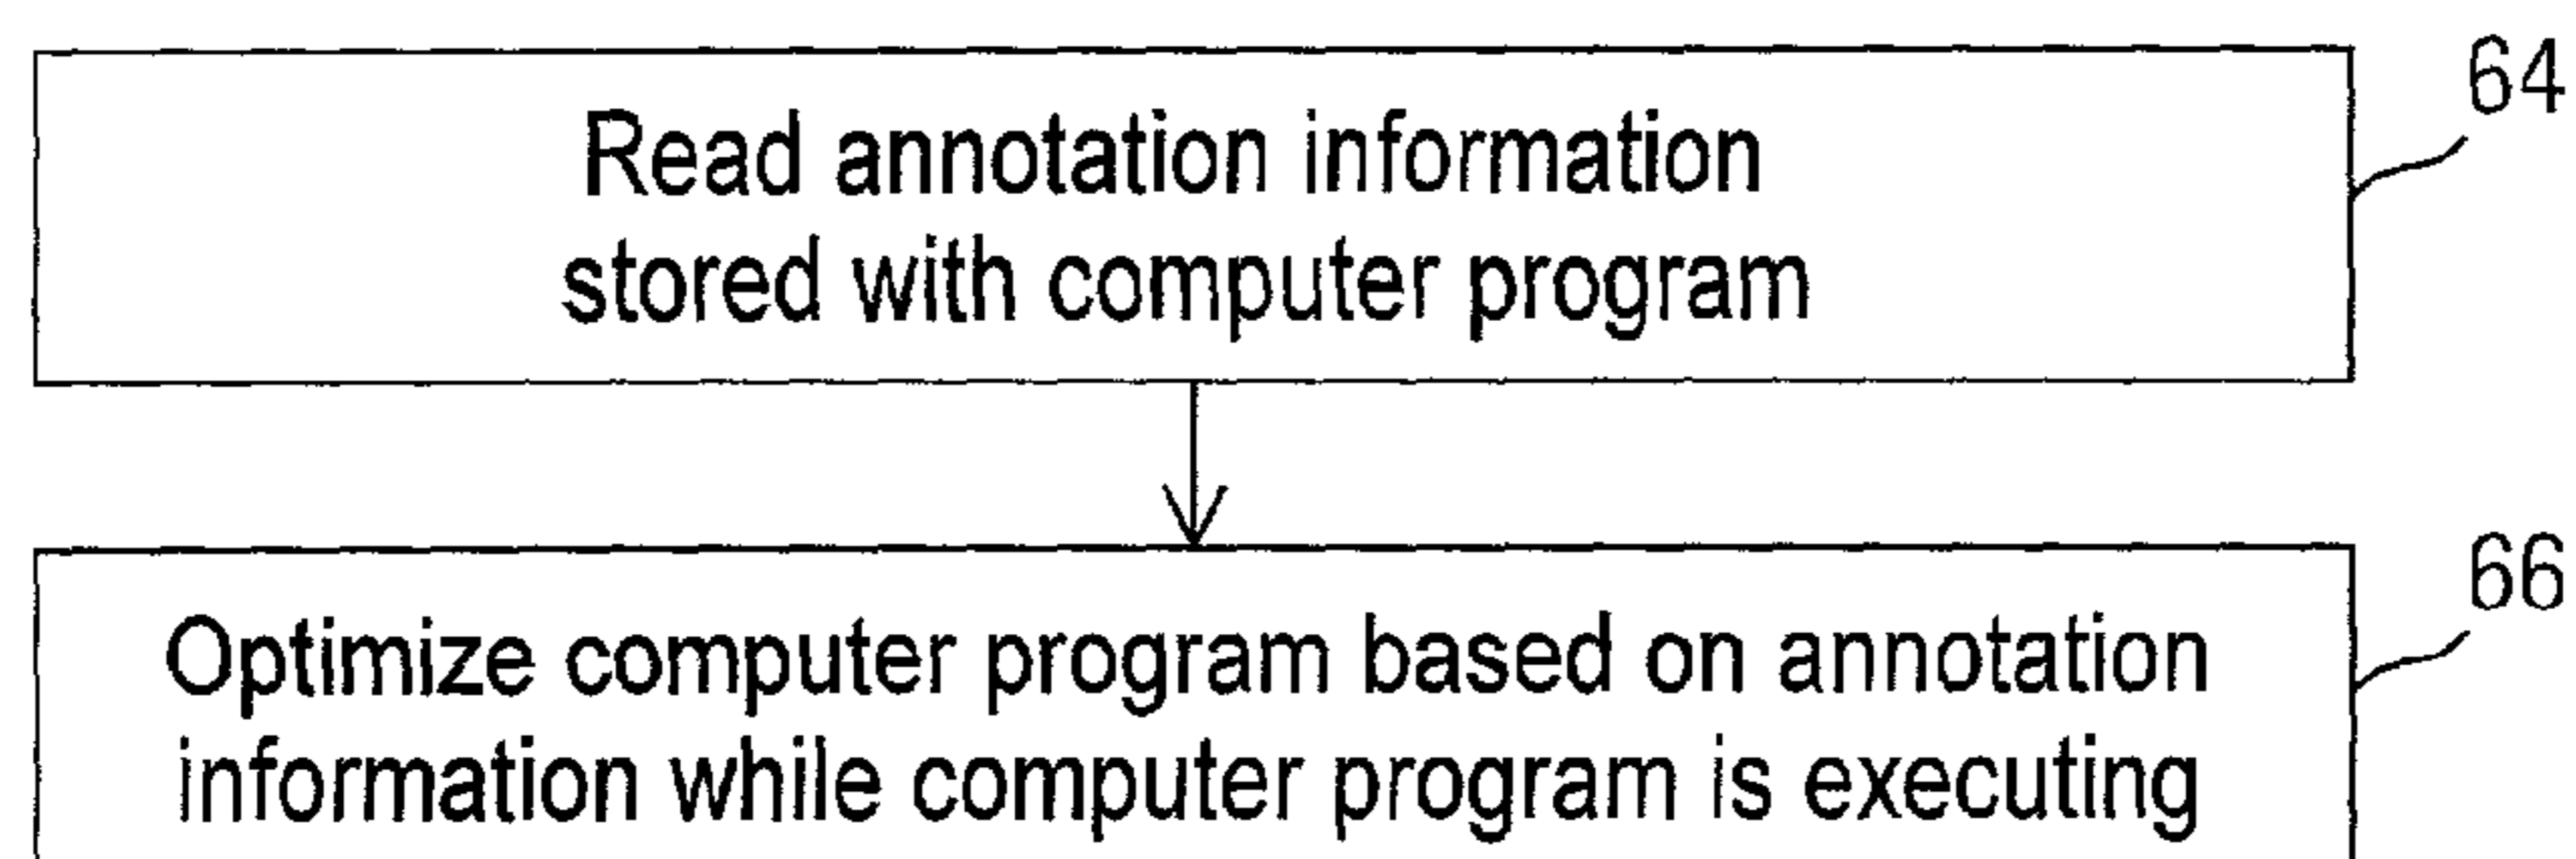 64
Read annotation information
stored with computer program
66
Optimize computer program based on annotation
information while computer program is executing